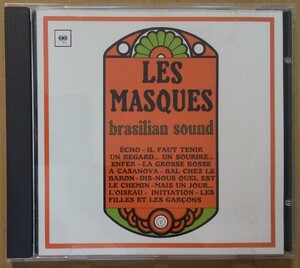 LES
MASQUES
brasilian sound
ÉCHO - IL FAUT TENIR
UN REGARD... UN SOURIRE...
ENFER - LA GROSSE BOSSE
A CASANOVA - BAL CHEZ LE
BARON - DIS-NOUS QUEL EST
LE CHEMIN - MAIS UN JOUR...
L'OISEAU - INITIATION - LES
FILLES ET LES GARÇONS